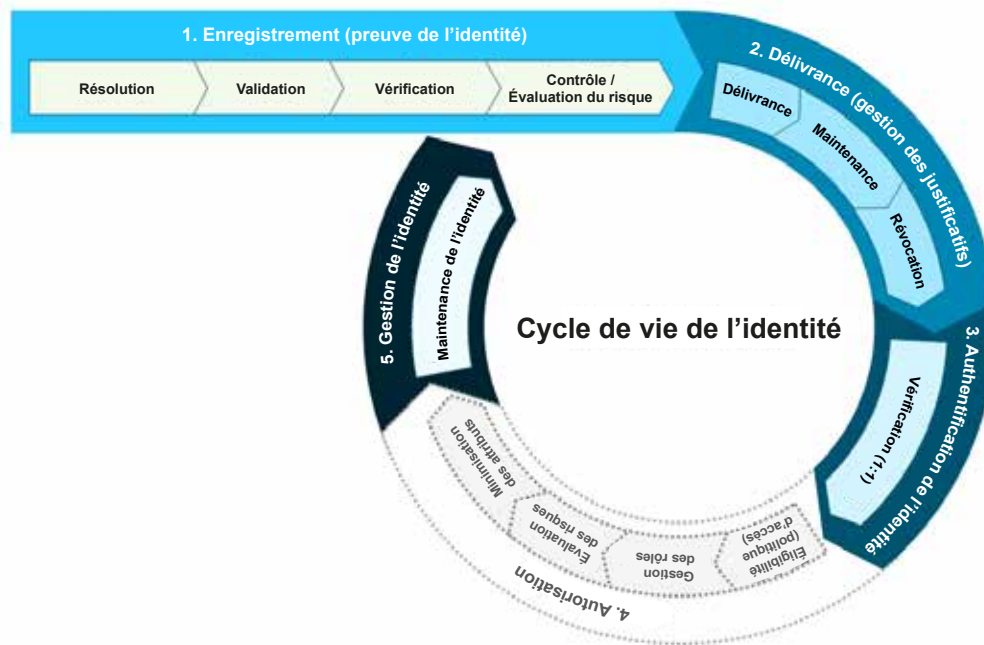 1. Enregistrement (preuve de l’identité)
Résolution
Validation
Vérification
Contrôle /
Évaluation du risque
2. Délivrance (gestion des justificatifs)
Délivrance
Maintenance
Révocation
3. Authentification de l’identité
Vérification (1:1)
4. Autorisation
Éligibilité
(politique
d’accès)
Gestion
des rôles
Évaluation
des risques
Minimisation
des attributs
5. Gestion de l’identité
Maintenance de l’identité
Cycle de vie de l’identité